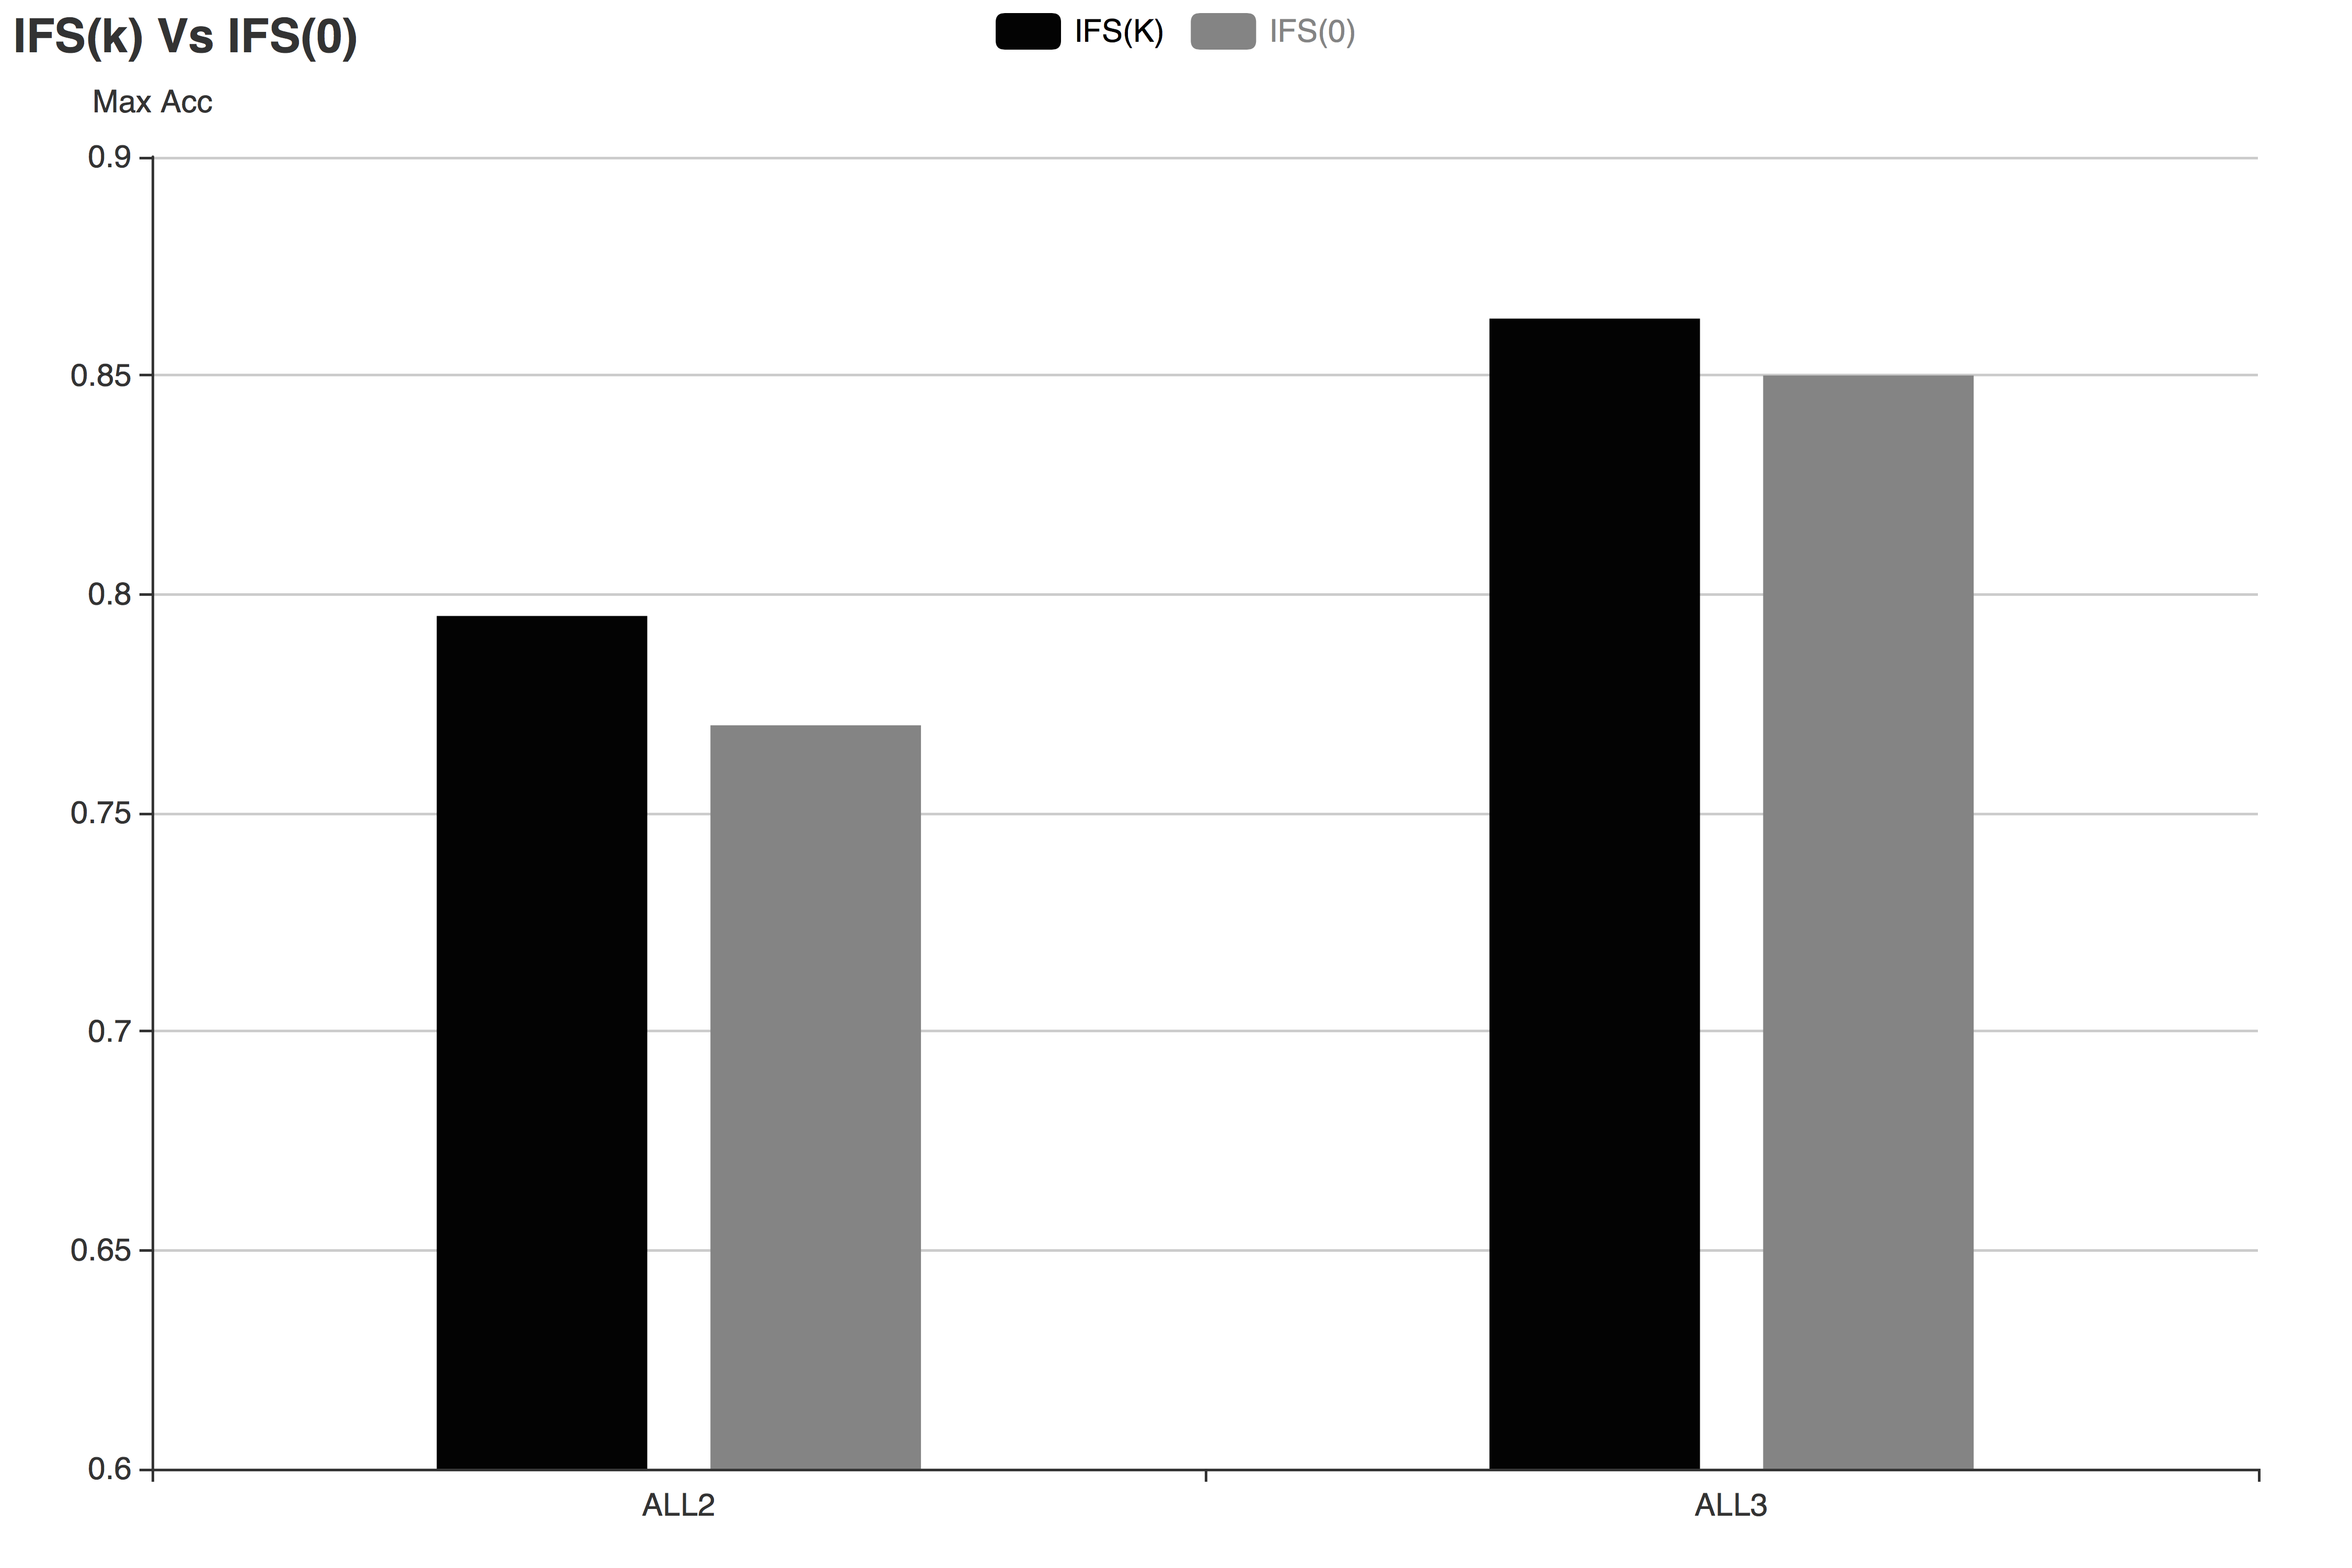 IFS(k) Vs IFS(0)
IFS(K) IFS(0)
Max Acc
0.9
0.85
0.8
0.75
0.7
0.65
0.6
ALL2 ALL3